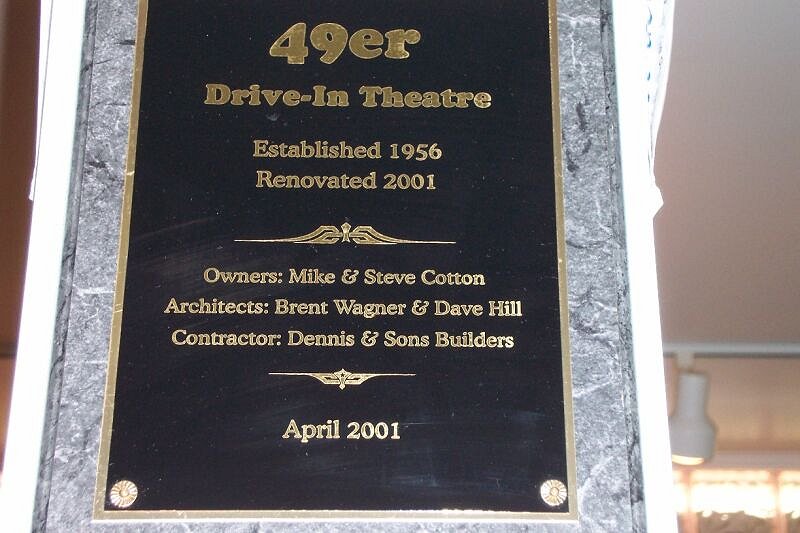 49er
Drive-In Theatre
Established 1956
Renovated 2001
Owners: Mike & Steve Cotton
Architects: Brent Wagner & Dave Hill
Contractor: Dennis & Sons Builders
April 2001